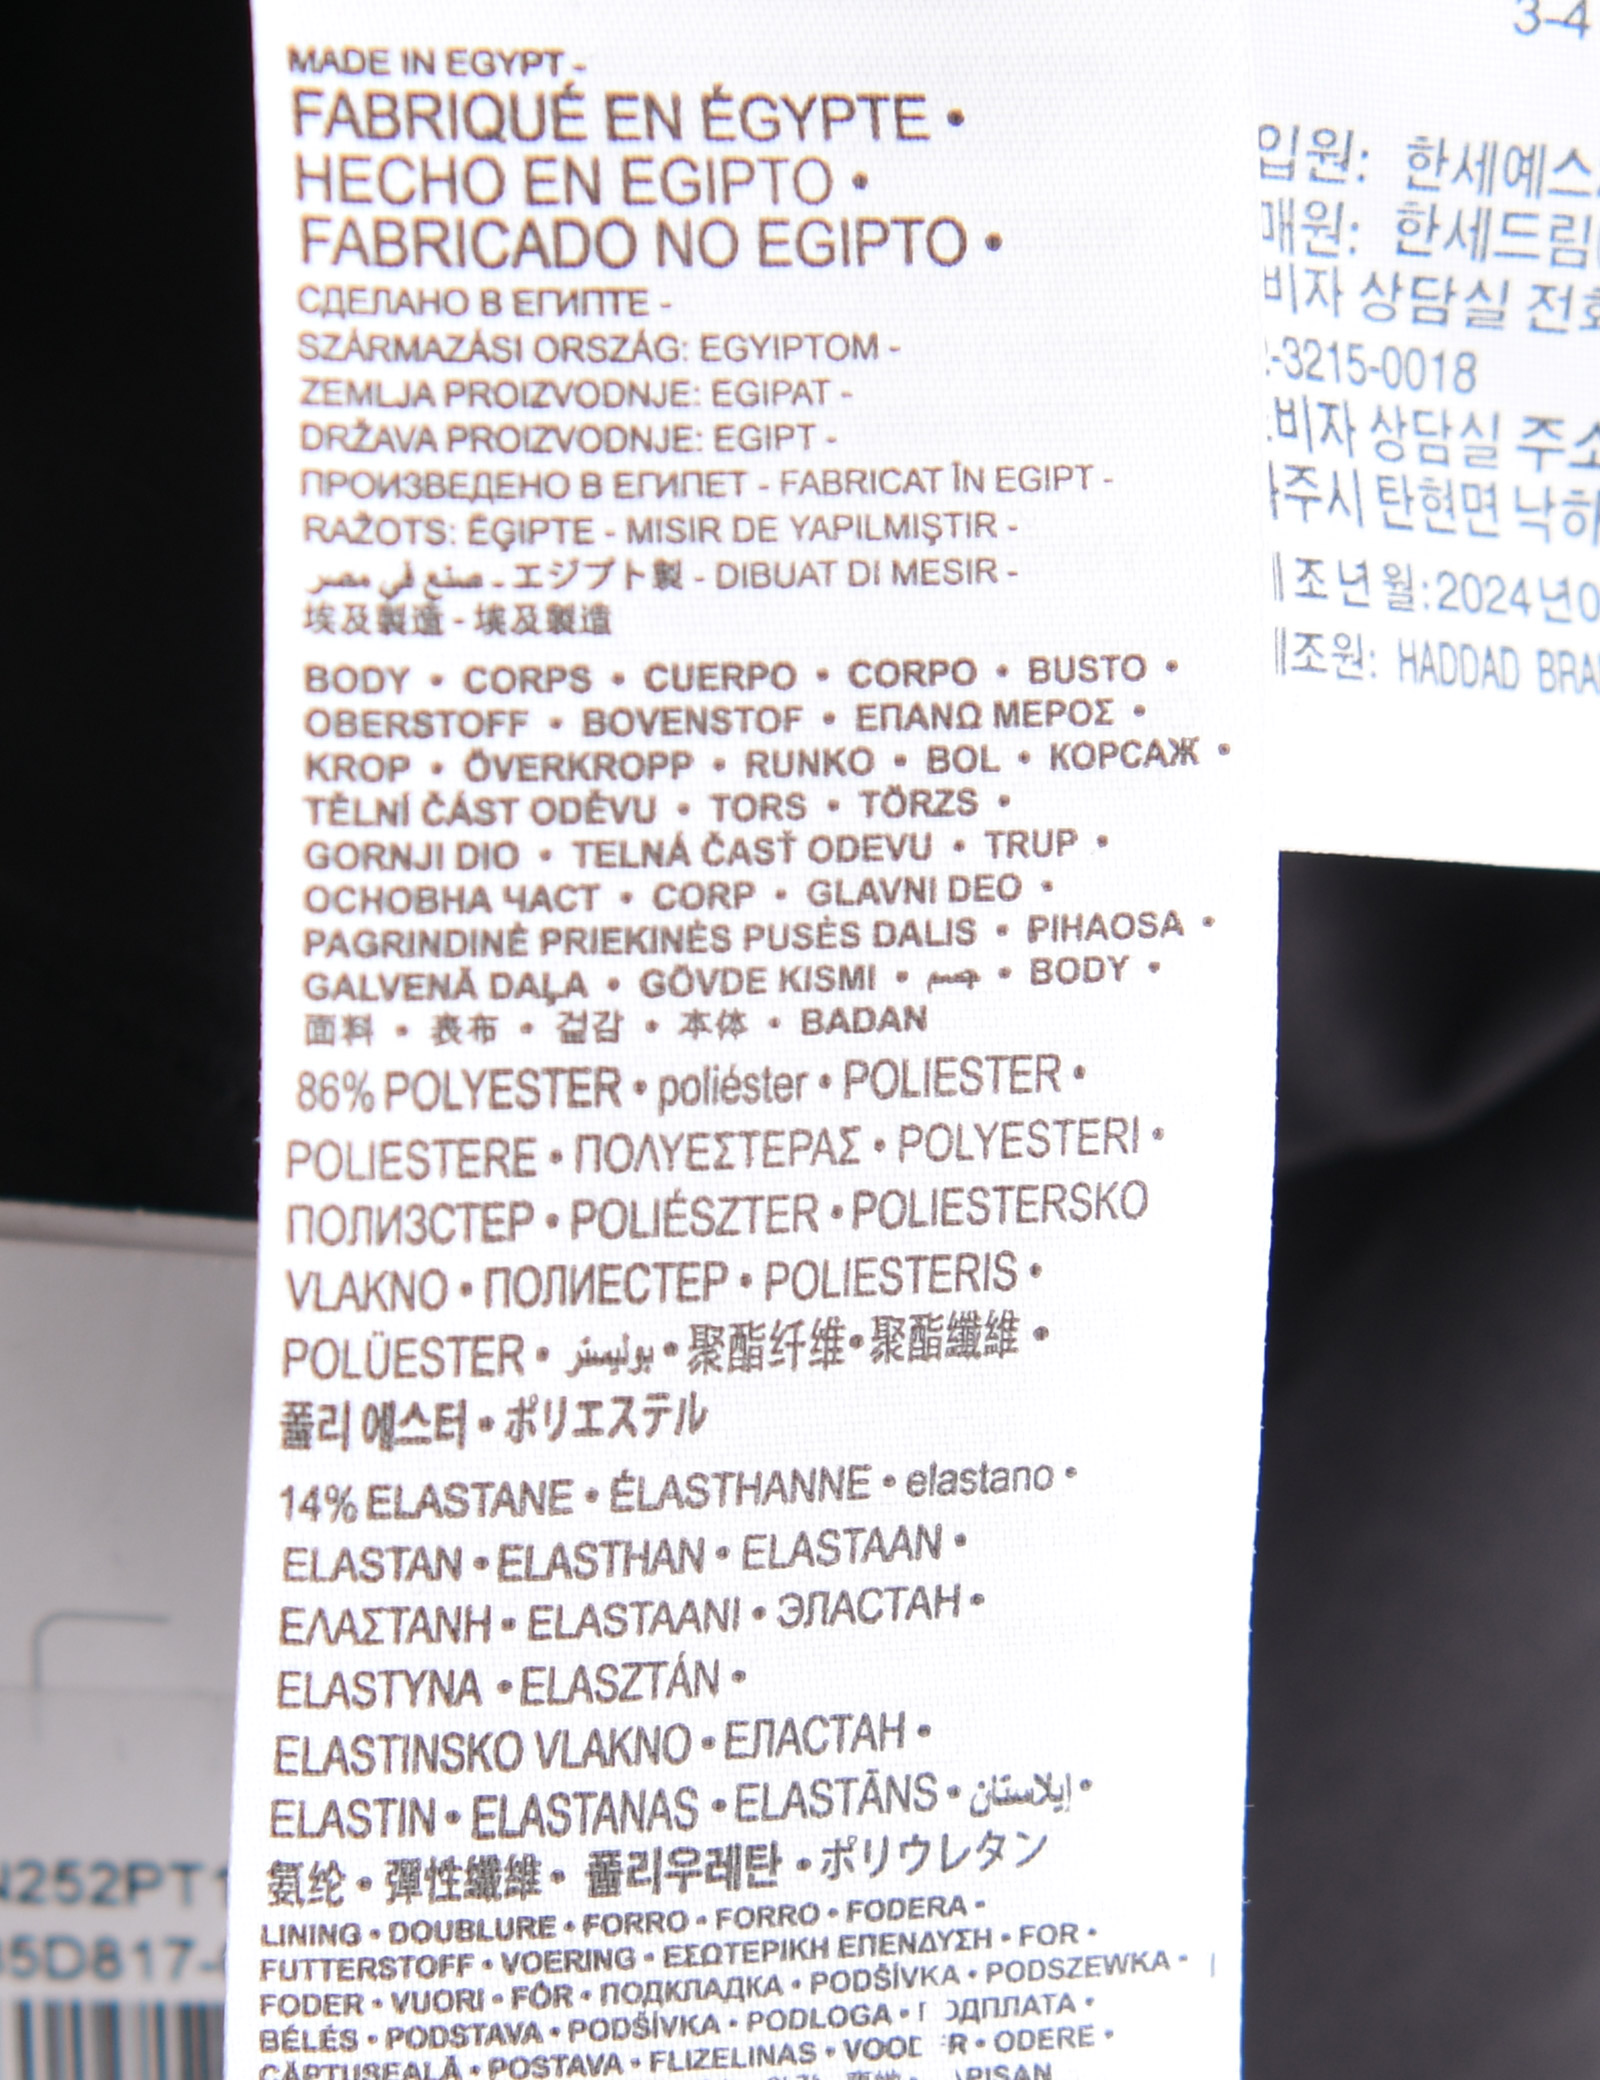 MADE IN EGYPT -
FABRIQUÉ EN ÉGYPTE •
HECHO EN EGIPTO •
FABRICADO NO EGIPTO •
СДЕЛАНО В ЕГИПТЕ -
SZÁRMAZÁSI ORSZÁG: EGYIPTOM -
ZEMLJA PROIZVODNJE: EGIPAT -
DRŽAVA PROIZVODNJE: EGIPT -
ПРОИЗВЕДЕНО В ЕГИПЕТ - FABRICAT ÎN EGIPT -
RAŽOTS: ĒĢIPTE - MISIR DE YAPILMIŞTIR -
صنع في مصر - エジプト製 - DIBUAT DI MESIR -
埃及製造 - 埃及製造
BODY • CORPS • CUERPO • CORPO • BUSTO •
OBERSTOFF • BOVENSTOF • ΕΠΑΝΩ ΜΕΡΟΣ •
KROP • ÖVERKROPP • RUNKO • BOL • КОРСАЖ •
TĚLNÍ ČÁST ODĚVU • TORS • TÖRZS •
GORNJI DIO • TELNÁ ČASŤ ODEVU • TRUP •
ОСНОВНА ЧАСТ • CORP • GLAVNI DEO •
PAGRINDINĖ PRIEKINĖS PUSĖS DALIS • PIHAOSA •
GALVENĀ DAĻA • GÖVDE KISMI • جسم • BODY •
面料 • 表布 • 겉감 • 本体 • BADAN
86% POLYESTER • poliéster • POLIESTER •
POLIESTERE • ΠΟΛΥΕΣΤΕΡΑΣ • POLYESTERI •
ПОЛИЗСТЕР • POLIÉSZTER • POLIESTERSKO
VLAKNO • ПОЛИЕСТЕР • POLIESTERIS •
POLÜESTER • بوليستر • 聚酯纤维 • 聚酯纖維 •
폴리 에스터 • ポリエステル
14% ELASTANE • ÉLASTHANNE • elastano •
ELASTAN • ELASTHAN • ELASTAAN •
ΕΛΑΣΤΑΝΗ • ELASTAANI • ЭЛАСТАН •
ELASTYNA • ELASZTÁN •
ELASTINSKO VLAKNO • ЕЛАСТАН •
ELASTIN • ELASTANAS • ELASTĀNS • إيلاستان •
氨纶 • 彈性纖維 • 폴리우레탄 • ポリウレタン
LINING • DOUBLURE • FORRO • FORRO • FODERA •
FUTTERSTOFF • VOERING • ΕΣΩΤΕΡΙΚΗ ΕΠΕΝΔΥΣΗ • FOR •
FODER • VUORI • FÔR • ПОДКЛАДКА • PODŠÍVKA • PODSZEWKA •
BÉLÉS • PODSTAVA • PODŠÍVKA • PODLOGA •
CĂPTUȘEALĂ • POSTAVA • FLIZELINAS • ODERE •
3-4
입원: 한세예스
매원: 한세드림
비자 상담실 전화
-3215-0018
비자 상담실 주소
주시 탄현면 낙하
조년월:2024년0
조원: HADDAD BRA
N252PT1
35D817-